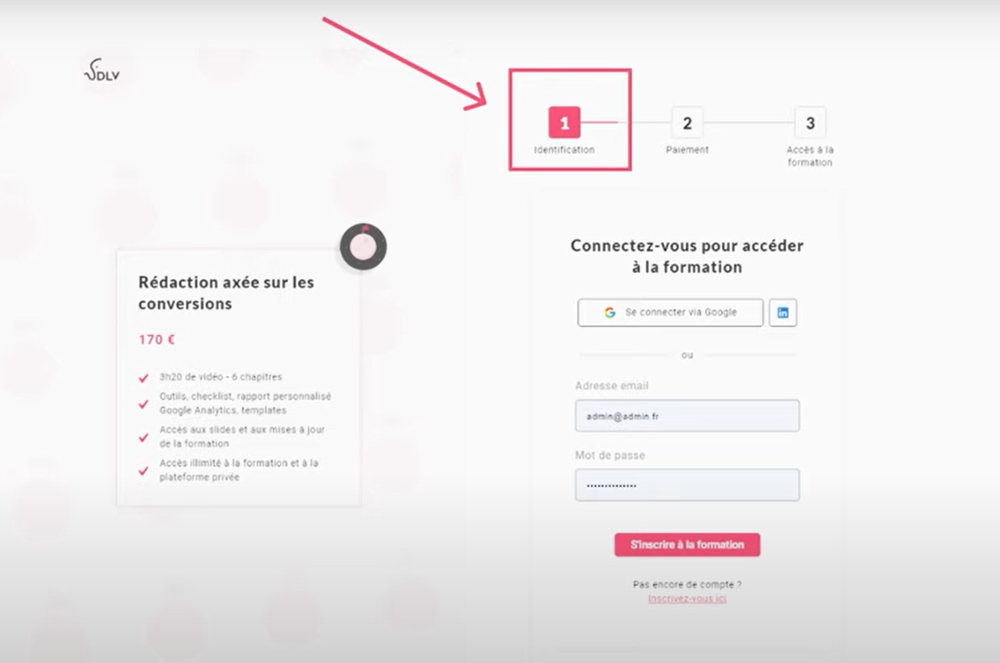 SDLV
1
2
3
Identification
Paiement
Accès à la
formation
Rédaction axée sur les
conversions
170 €
3h20 de vidéo - 6 chapitres
Outils, checklist, rapport personnalisé
Google Analytics, templates
Accès aux slides et aux mises à jour
de la formation
Accès illimité à la formation et à la
plateforme privée
Connectez-vous pour accéder
à la formation
Se connecter via Google
in
ou
Adresse email
admin@admin.fr
Mot de passe
••••••••••••••
S'inscrire à la formation
Pas encore de compte ?
Inscrivez-vous ici